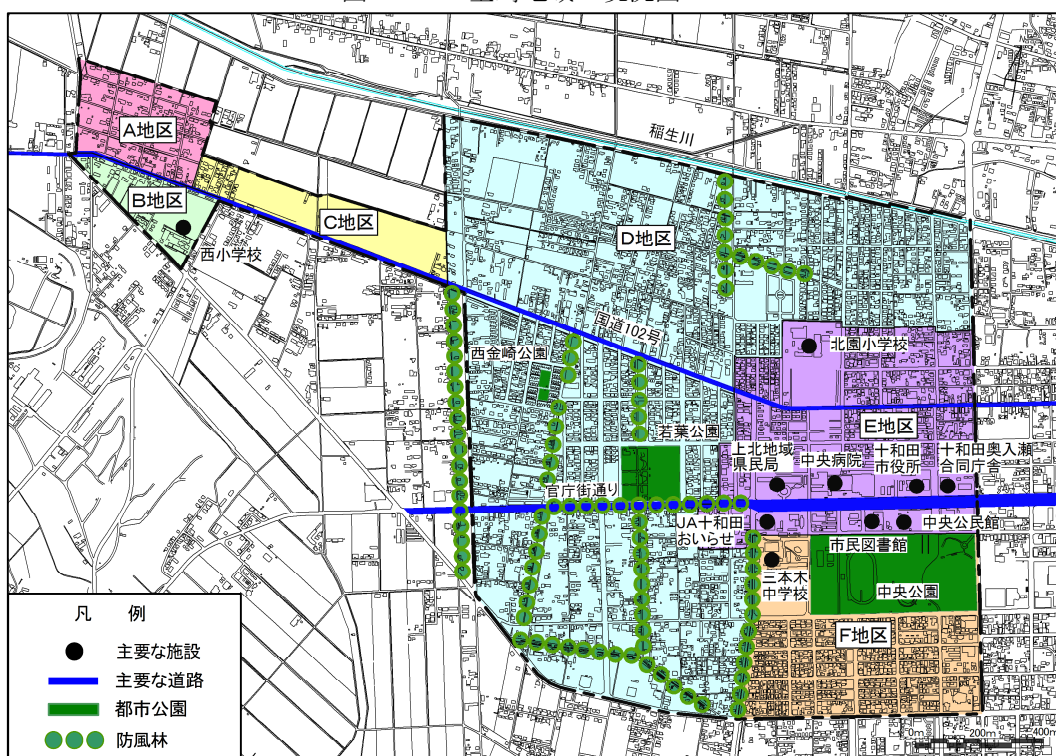 稲生川
A地区
B地区
C地区
D地区
西小学校
国道102号
西金崎公園
北園小学校
E地区
若葉公園
上北地域
県民局
中央病院
十和田
市役所
十和田奥入瀬
合同庁舎
官庁街通り
JA十和田
おいらせ
中央公民館
市民図書館
三本木
中学校
中央公園
F地区
凡 例
主要な施設
主要な道路
都市公園
防風林
0m
200m
400m